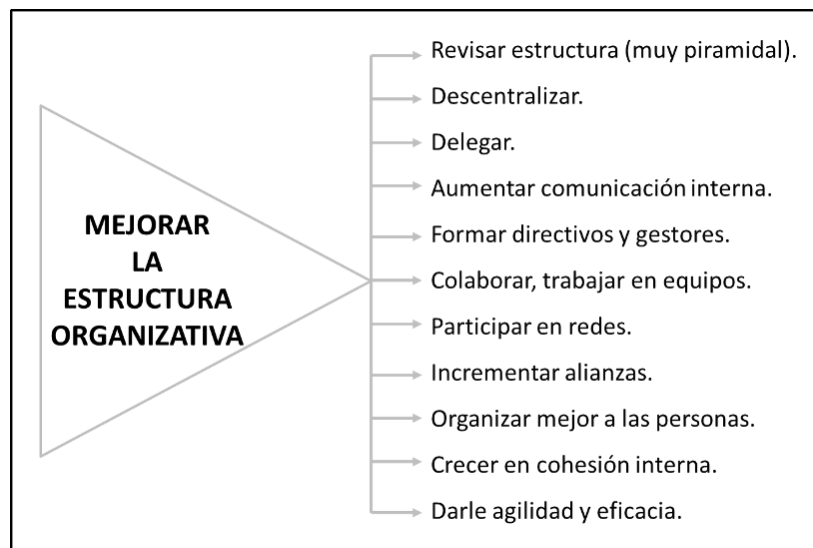 MEJORAR
LA
ESTRUCTURA
ORGANIZATIVA
Revisar estructura (muy piramidal).
Descentralizar.
Delegar.
Aumentar comunicación interna.
Formar directivos y gestores.
Colaborar, trabajar en equipos.
Participar en redes.
Incrementar alianzas.
Organizar mejor a las personas.
Crecer en cohesión interna.
Darle agilidad y eficacia.